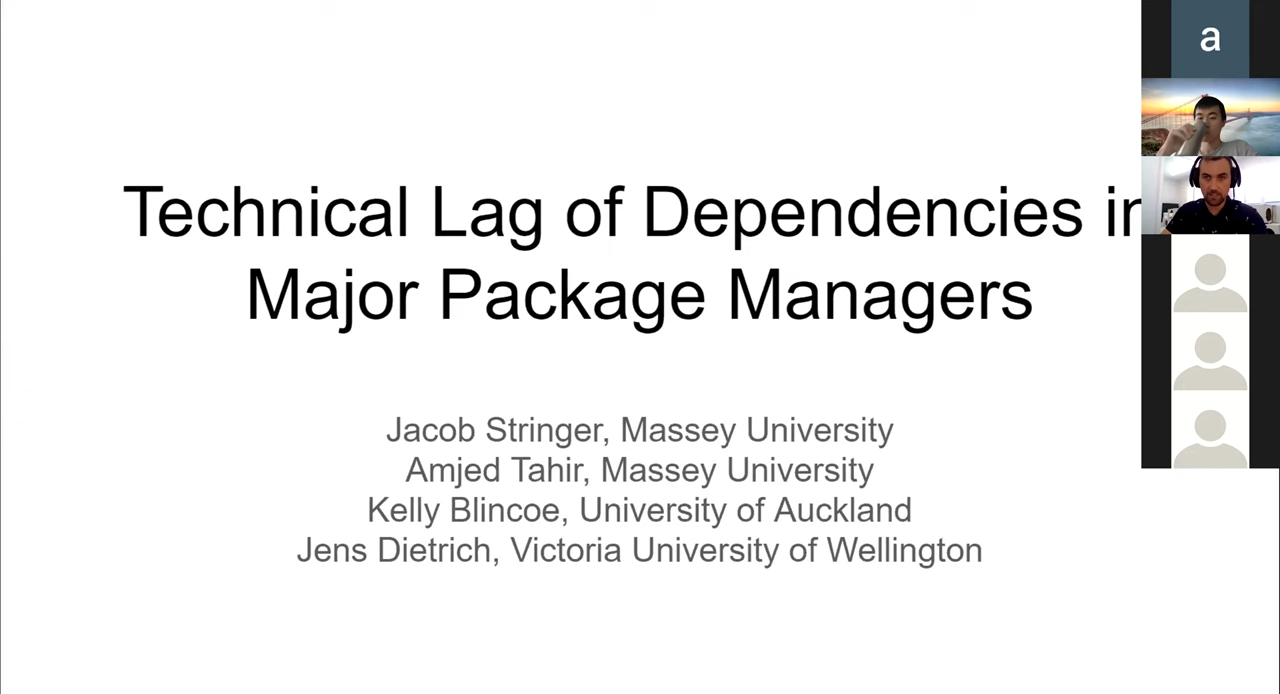 Technical Lag of Dependencies in
Major Package Managers
Jacob Stringer, Massey University
Amjed Tahir, Massey University
Kelly Blincoe, University of Auckland
Jens Dietrich, Victoria University of Wellington
a